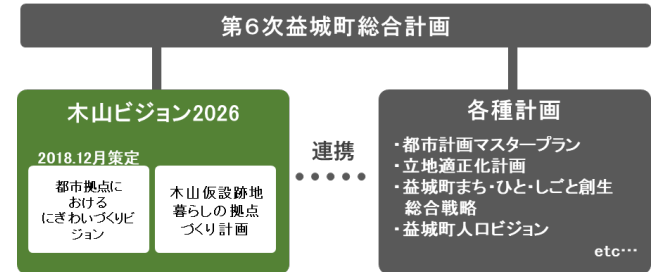 第6次益城町総合計画
木山ビジョン2026
2018.12月策定
都市拠点に
おける
にぎわいづくりビ
ジョン
木山仮設跡地
暮らしの拠点
づくり計画
連携
各種計画
・都市計画マスタープラン
・立地適正化計画
・益城町まち・ひと・しごと創生
総合戦略
・益城町人口ビジョン
etc…